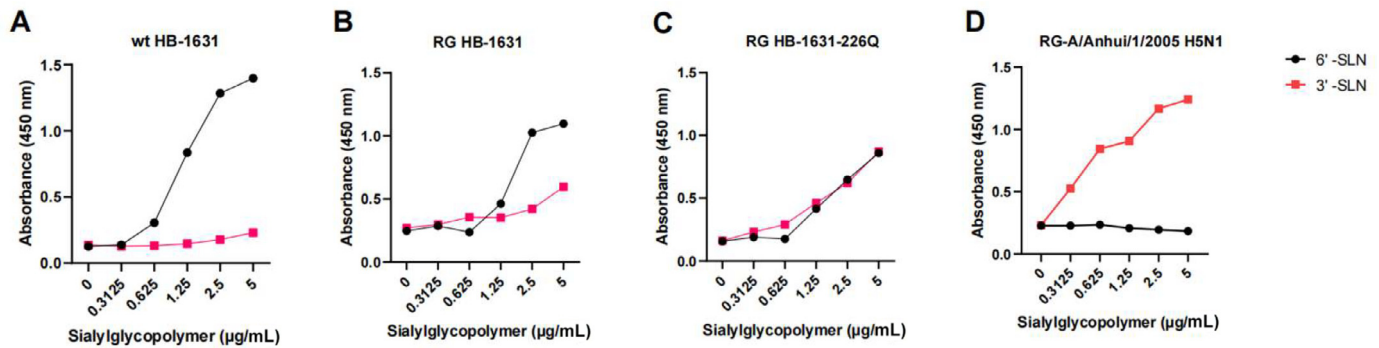 A
wt HB-1631
Absorbance (450 nm)
1.5
1.0
0.5
0.0
0
0.3125
0.625
1.25
2.5
5
Sialylglycopolymer (µg/mL)
B
RG HB-1631
Absorbance (450 nm)
1.5
1.0
0.5
0.0
0
0.3125
0.625
1.25
2.5
5
Sialylglycopolymer (µg/mL)
C
RG HB-1631-226Q
Absorbance (450 nm)
1.5
1.0
0.5
0.0
0
0.3125
0.625
1.25
2.5
5
Sialylglycopolymer (µg/mL)
D
RG-A/Anhui/1/2005 H5N1
Absorbance (450 nm)
1.5
1.0
0.5
0.0
0
0.3125
0.625
1.25
2.5
5
Sialylglycopolymer (µg/mL)
6' -SLN
3' -SLN